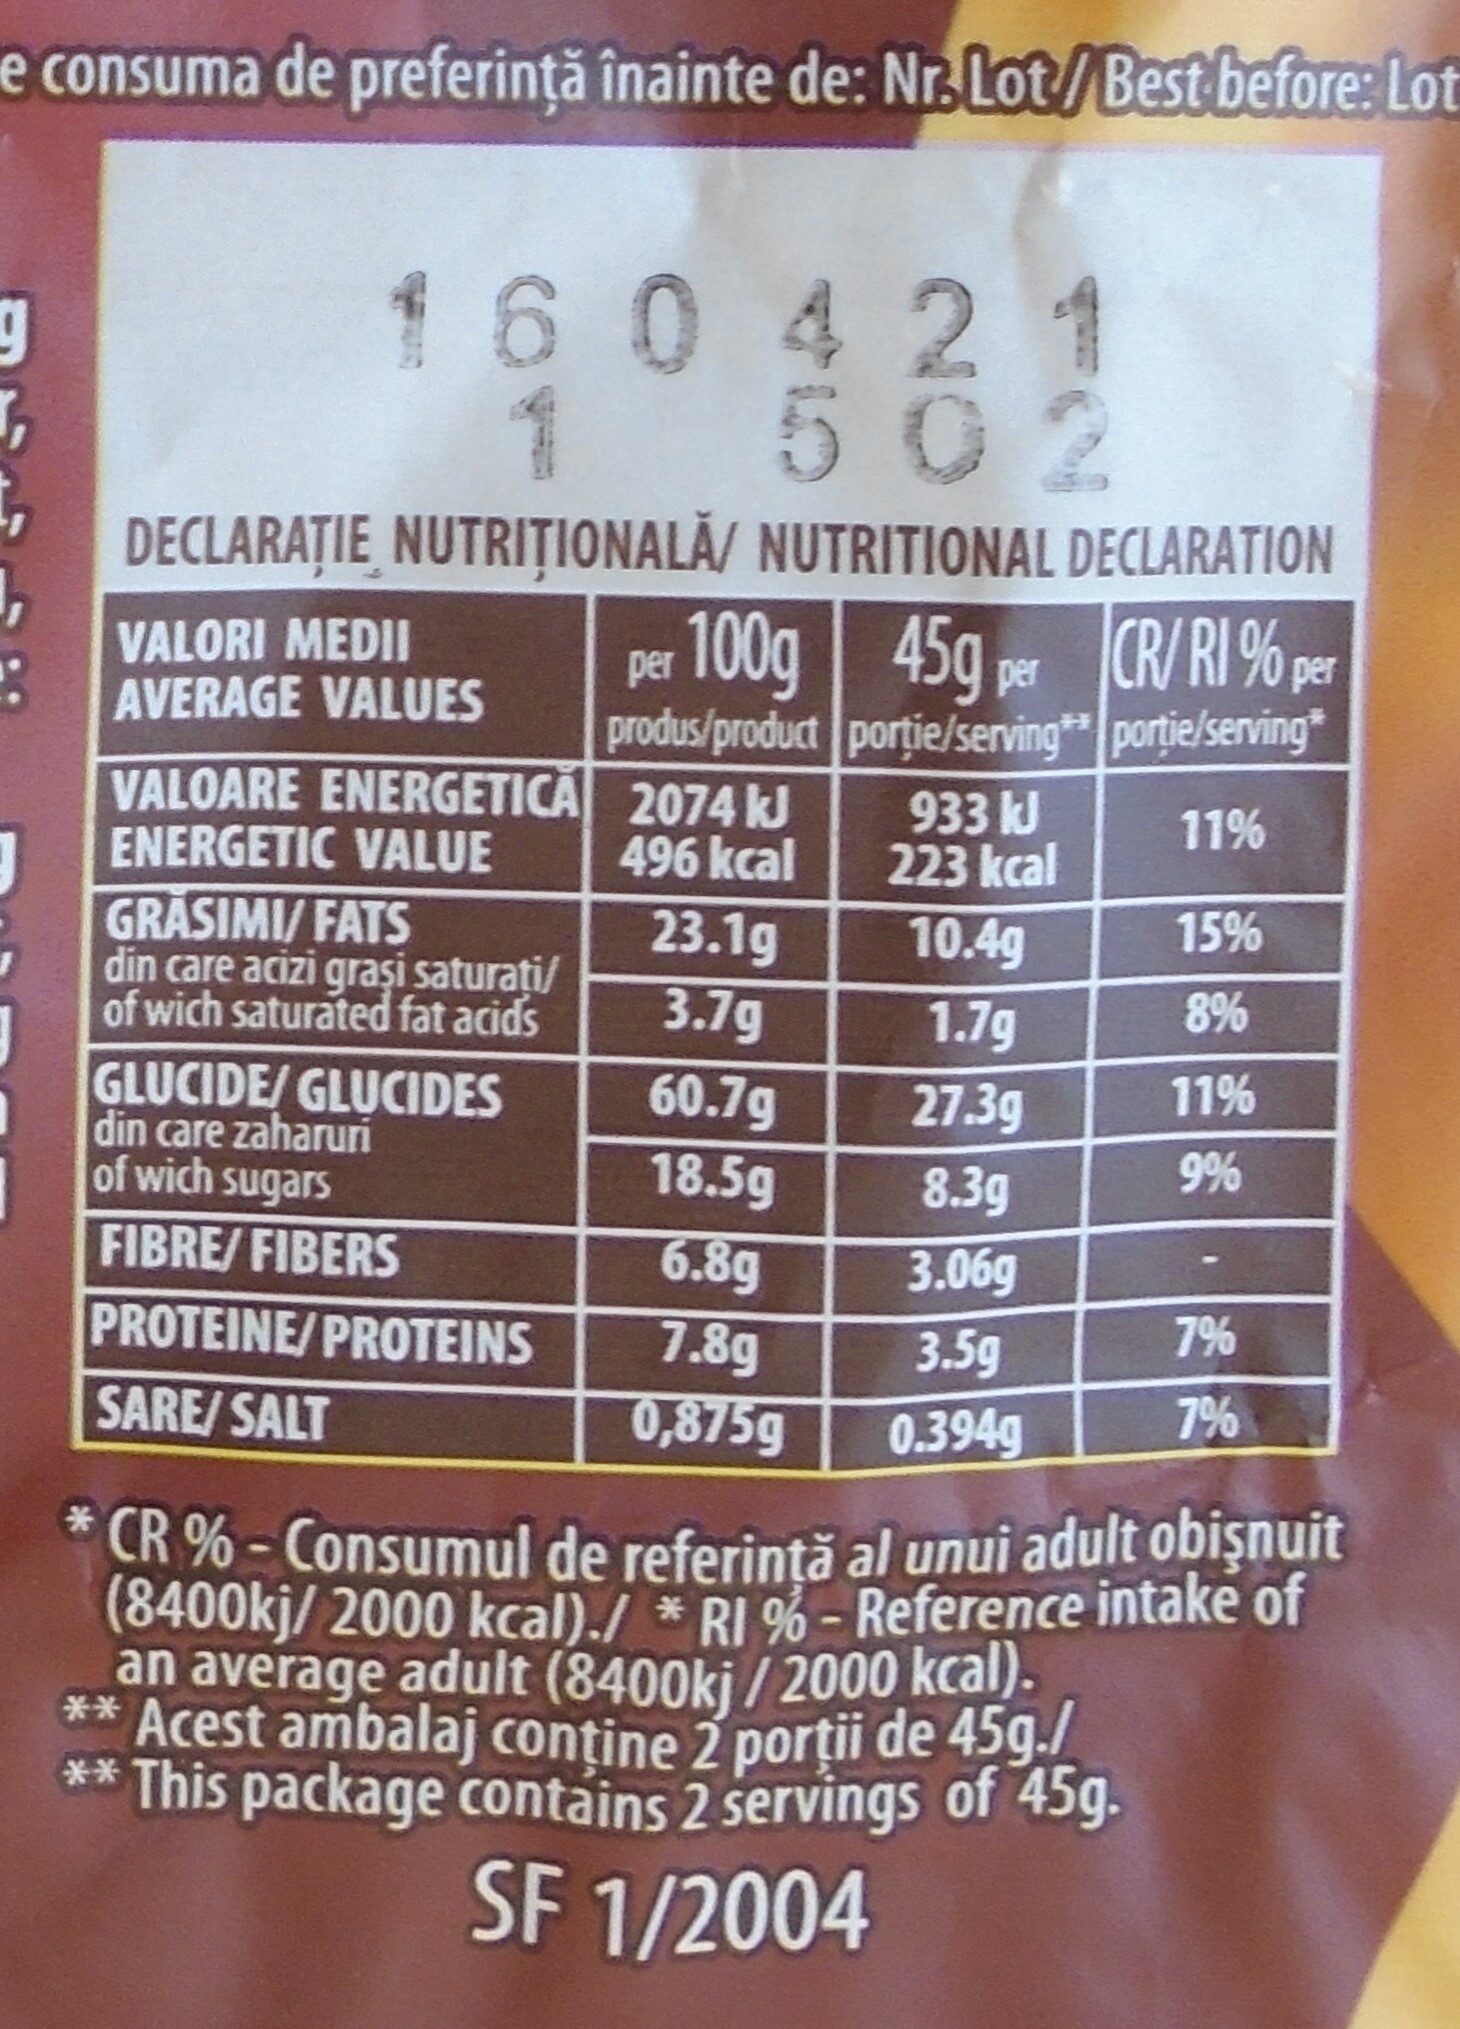 e consuma de preferință înainte de: Nr. Lot / Best before: Lot
160421
1 502
DECLARAȚIE NUTRIȚIONALĂ/ NUTRITIONAL DECLARATION
VALORI MEDII
AVERAGE VALUES
per 100g
produs/product
45g per
porție/serving**
CR/ RI % per
porție/serving*
VALOARE ENERGETICĂ
ENERGETIC VALUE
2074 kJ
496 kcal
933 kJ
223 kcal
11%
GRĂSIMI/ FATS 23.1g 10.4g 15%
din care acizi grași saturați/
of wich saturated fat acids 3.7g 1.7g 8%
GLUCIDE/ GLUCIDES 60.7g 27.3g 11%
din care zaharuri
of wich sugars 18.5g 8.3g 9%
FIBRE/ FIBERS 6.8g 3.06g -
PROTEINE/ PROTEINS 7.8g 3.5g 7%
SARE/ SALT 0,875g 0.394g 7%
* CR % - Consumul de referință al unui adult obișnuit
(8400kj/ 2000 kcal)./ * RI % - Reference intake of
an average adult (8400kj / 2000 kcal).
** Acest ambalaj conține 2 porții de 45g./
** This package contains 2 servings of 45g.
SF 1/2004